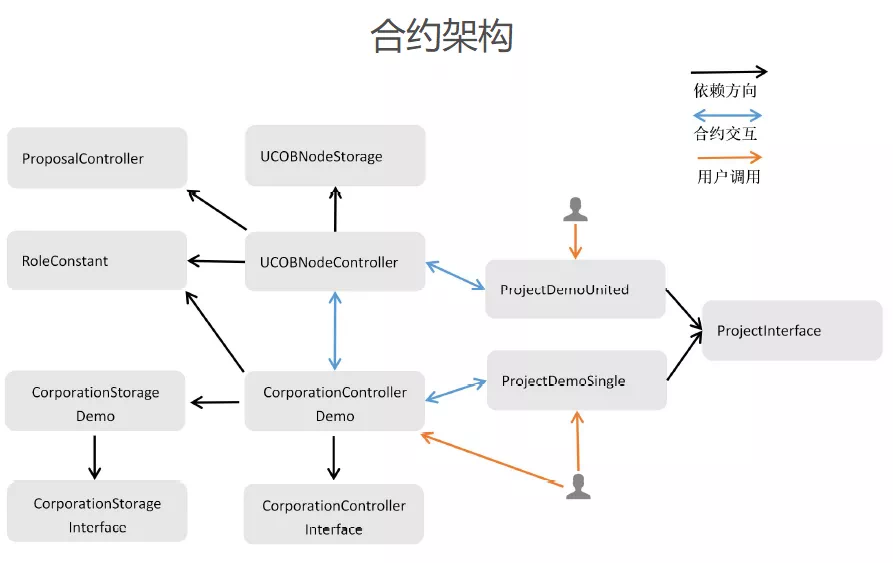 合约架构
依赖方向
合约交互
用户调用
ProposalController
UCOBNodeStorage
RoleConstant
UCOBNodeController
ProjectDemoUnited
ProjectInterface
CorporationStorage
Demo
CorporationController
Demo
ProjectDemoSingle
CorporationStorage
Interface
CorporationController
Interface